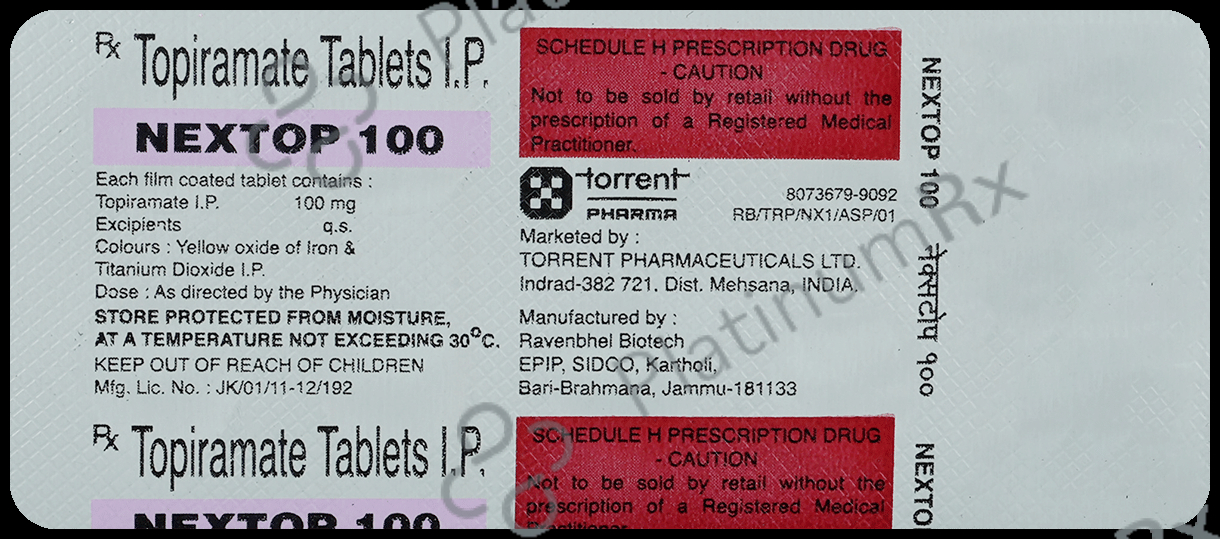 Rx Topiramate Tablets I.P.
NEXTOP 100
Each film coated tablet contains :
Topiramate I.P. 100 mg
Excipients q.s.
Colours : Yellow oxide of Iron &
Titanium Dioxide I.P.
Dose : As directed by the Physician
STORE PROTECTED FROM MOISTURE,
AT A TEMPERATURE NOT EXCEEDING 30°C.
KEEP OUT OF REACH OF CHILDREN
Mfg. Lic. No. : JK/01/11-12/192
SCHEDULE H PRESCRIPTION DRUG
- CAUTION
Not to be sold by retail without the
prescription of a Registered Medical
Practitioner.
torrent
PHARMA
8073679-9092
RB/TRP/NX1/ASP/01
Marketed by :
TORRENT PHARMACEUTICALS LTD.
Indrad-382 721, Dist. Mehsana, INDIA.
Manufactured by :
Ravenbhel Biotech
EPIP, SIDCO, Kartholi,
Bari-Brahmana, Jammu-181133
NEXTOP 100 नेक्सटोप १००
Rx Topiramate Tablets I.P.
NEXTOP 100
SCHEDULE H PRESCRIPTION DRUG
- CAUTION
Not to be sold by retail without the
prescription of a Registered Medical
Practitioner.
NEXTO
PlatinumRx